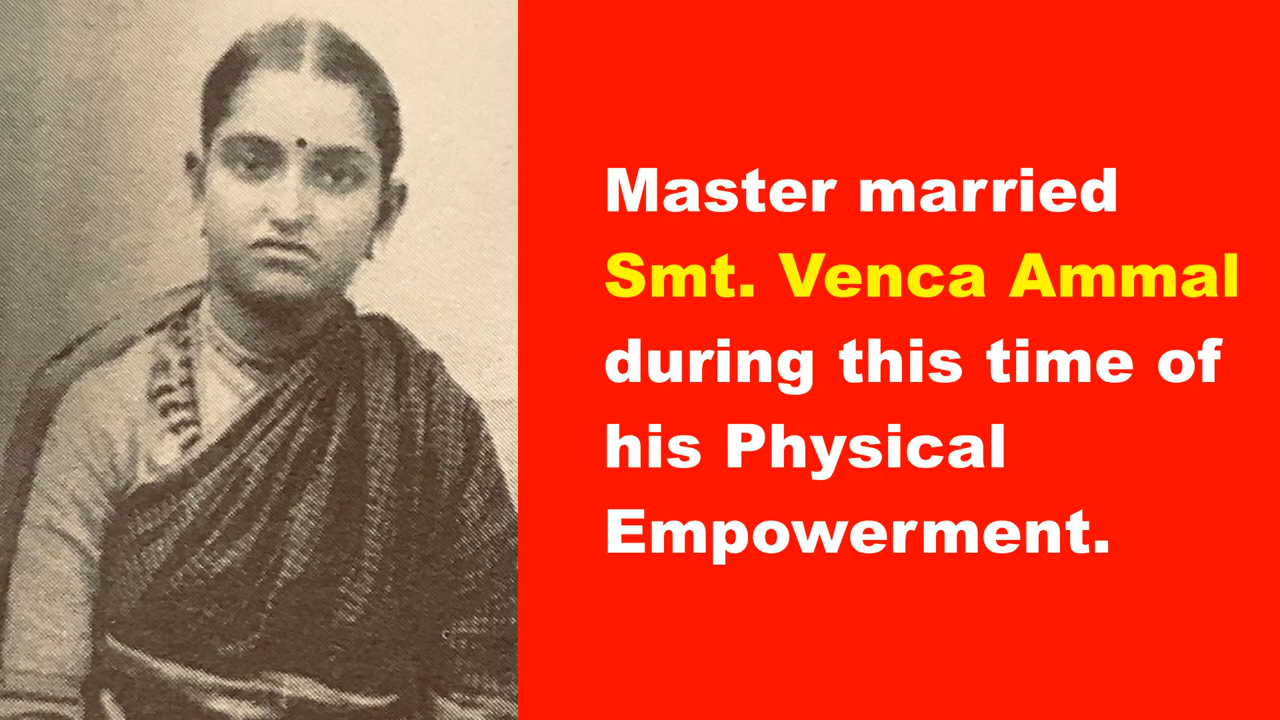 Master married
Smt. Venca Ammal
during this time of
his Physical
Empowerment.